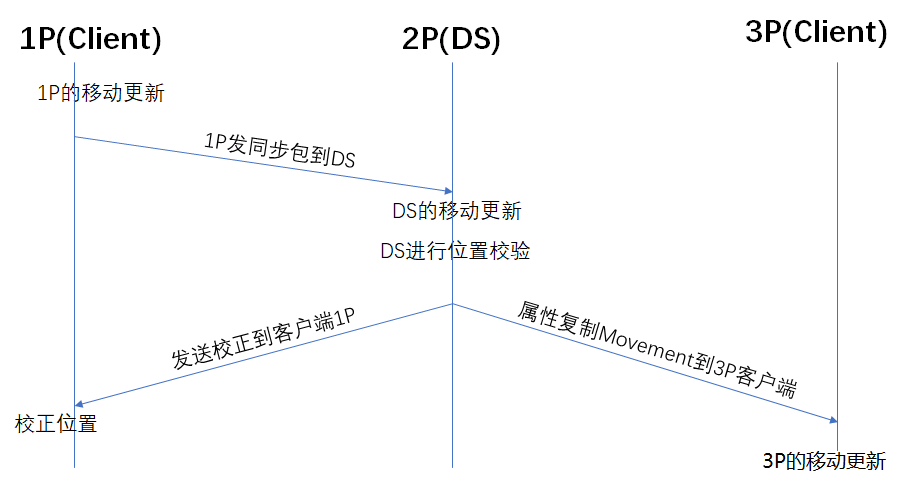 1P(Client)
2P(DS)
3P(Client)
1P的移动更新
1P发同步包到DS
DS的移动更新
DS进行位置校验
发送校正到客户端1P
属性复制Movement到3P客户端
校正位置
3P的移动更新